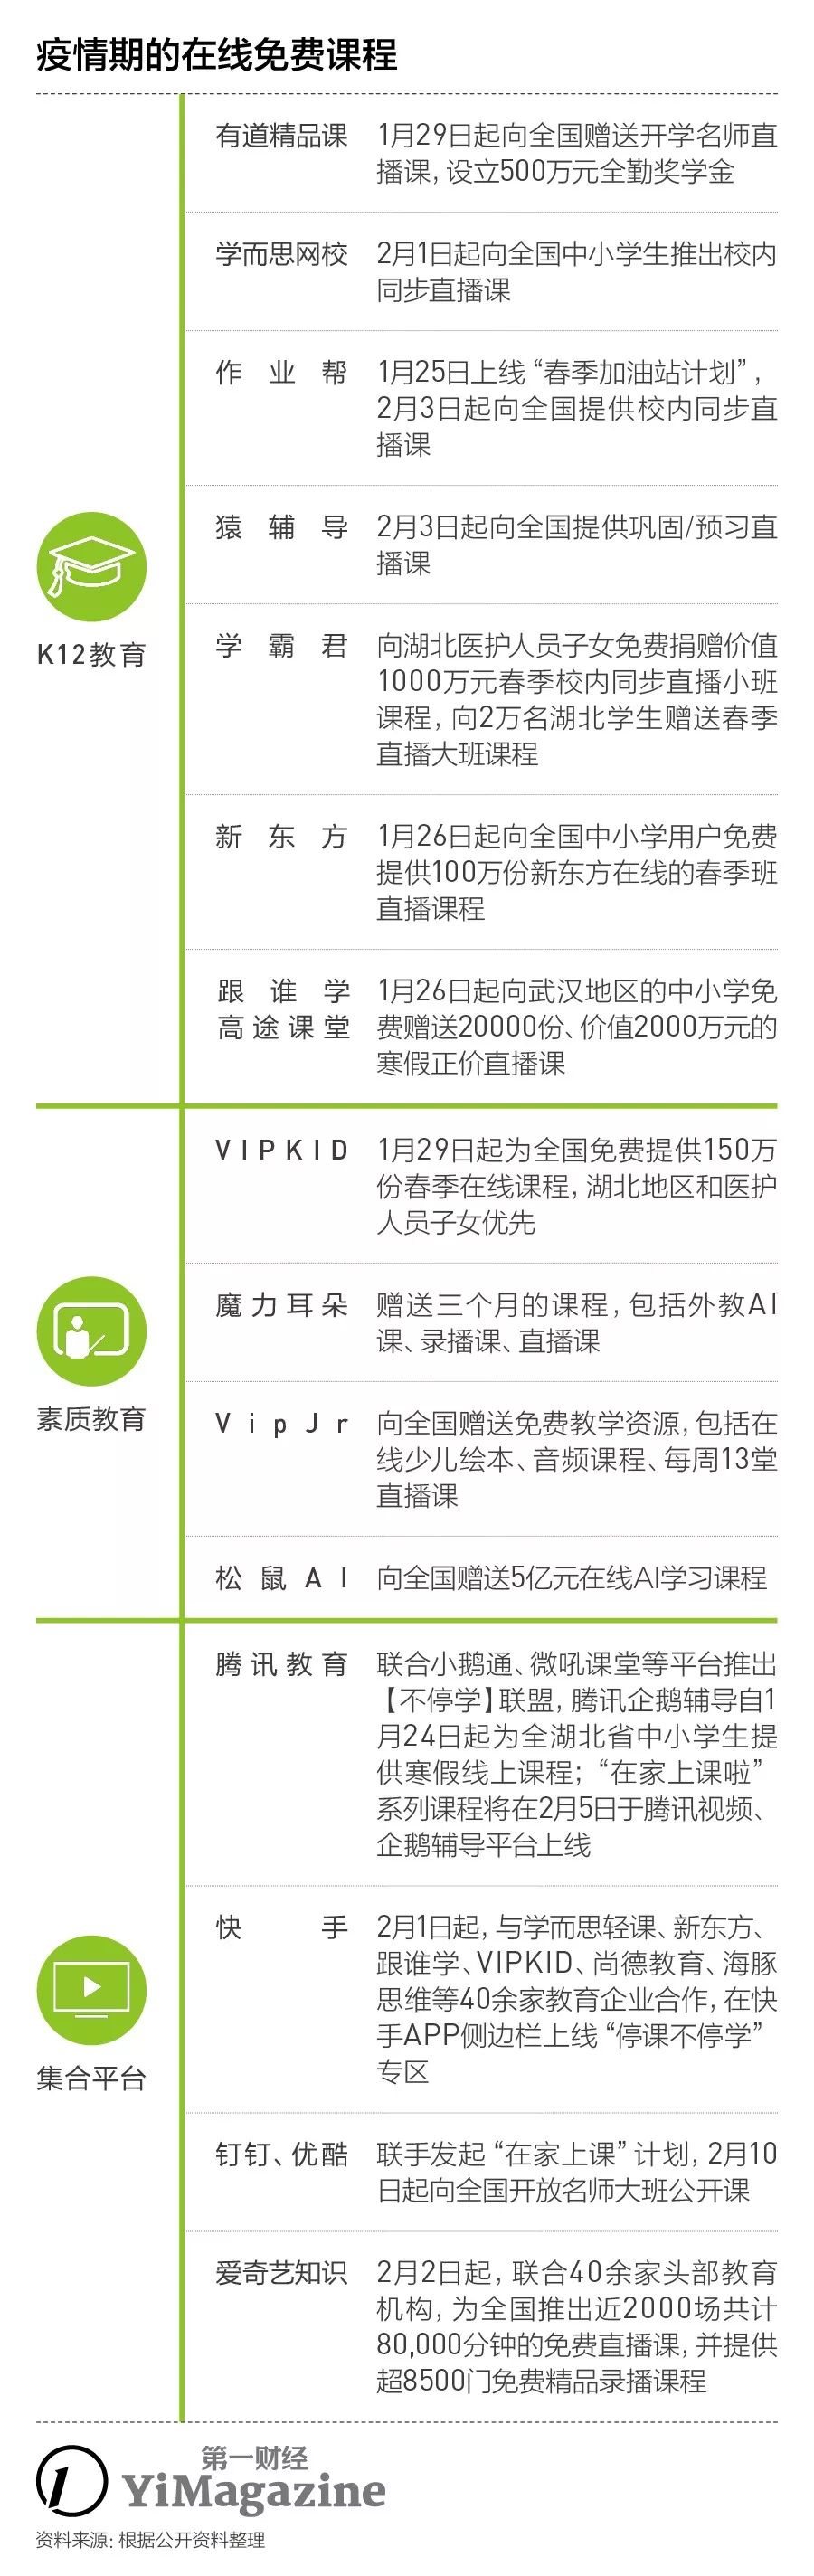 疫情期的在线免费课程
K12教育
有道精品课
1月29日起向全国赠送开学名师直
播课，设立500万元全勤奖学金
学而思网校
2月1日起向全国中小学生推出校内
同步直播课
作业帮
1月25日上线“春季加油站计划”，
2月3日起向全国提供校内同步直
播课
猿辅导
2月3日起向全国提供巩固/预习直
播课
学霸君
向湖北医护人员子女免费捐赠价值
1000万元春季校内同步直播小班
课程，向2万名湖北学生赠送春季
直播大班课程
新东方
1月26日起向全国中小学用户免费
提供100万份新东方在线的春季班
直播课程
跟谁学
高途课堂
1月26日起向武汉地区的中小学免
费赠送20000份、价值2000万元的
寒假正价直播课
素质教育
VIPKID
1月29日起为全国免费提供150万
份春季在线课程，湖北地区和医护
人员子女优先
魔力耳朵
赠送三个月的课程，包括外教AI
课、录播课、直播课
VipJr
向全国赠送免费教学资源，包括在
线少儿绘本、音频课程、每周13堂
直播课
松鼠AI
向全国赠送5亿元在线AI学习课程
集合平台
腾讯教育
联合小鹅通、微吼课堂等平台推出
【不停学】联盟，腾讯企鹅辅导自1
月24日起为全湖北省中小学生提
供寒假线上课程；“在家上课啦”
系列课程将在2月5日于腾讯视频、
企鹅辅导平台上线
快手
2月1日起，与学而思轻课、新东方、
跟谁学、VIPKID、尚德教育、海豚
思维等40余家教育企业合作，在快
手APP侧边栏上线“停课不停学”
专区
钉钉、优酷
联手发起“在家上课”计划，2月10
日起向全国开放名师大班公开课
爱奇艺知识
2月2日起，联合40余家头部教育
机构，为全国推出近2000场共计
80,000分钟的免费直播课，并提供
超8500门免费精品录播课程
第一财经
YiMagazine
资料来源：根据公开资料整理